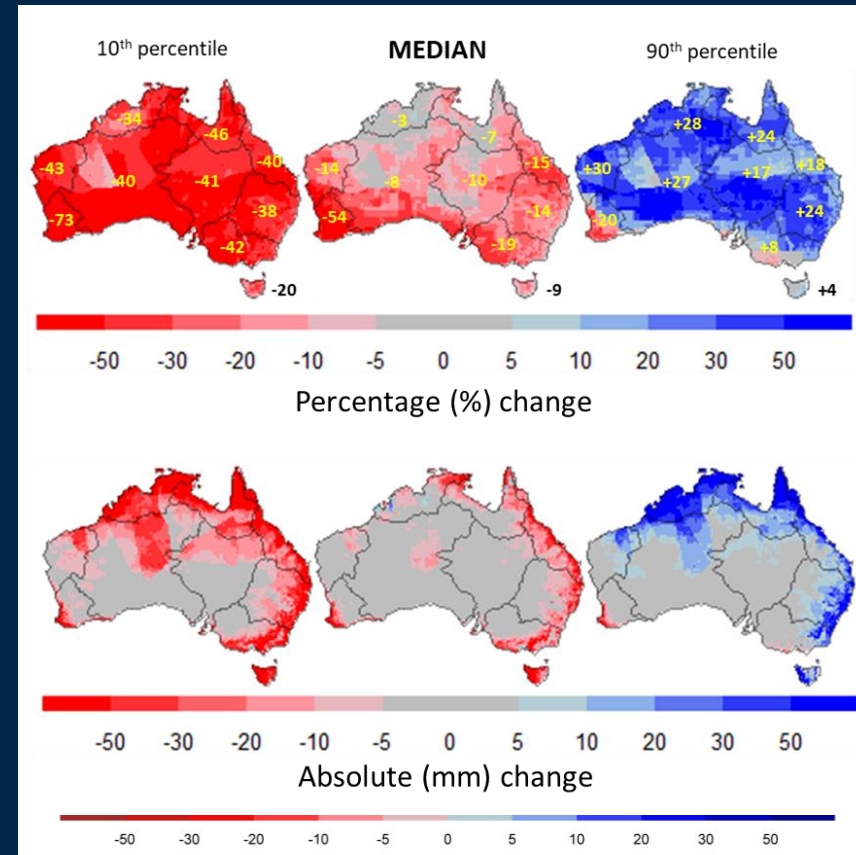 10th percentile MEDIAN 90th percentile
-34 -3 +28
-46 -7 +24
-43 -40 -41 -40 -14 -8 -10 -15 +30 +27 +17 +18
-73 -38 -54 -14 -20 +24
-42 -19 +8
-20 -9 +4
-50 -30 -20 -10 -5 0 5 10 20 30 50
Percentage (%) change
-50 -30 -20 -10 -5 0 5 10 20 30 50
Absolute (mm) change
-50 -30 -20 -10 -5 0 5 10 20 30 50